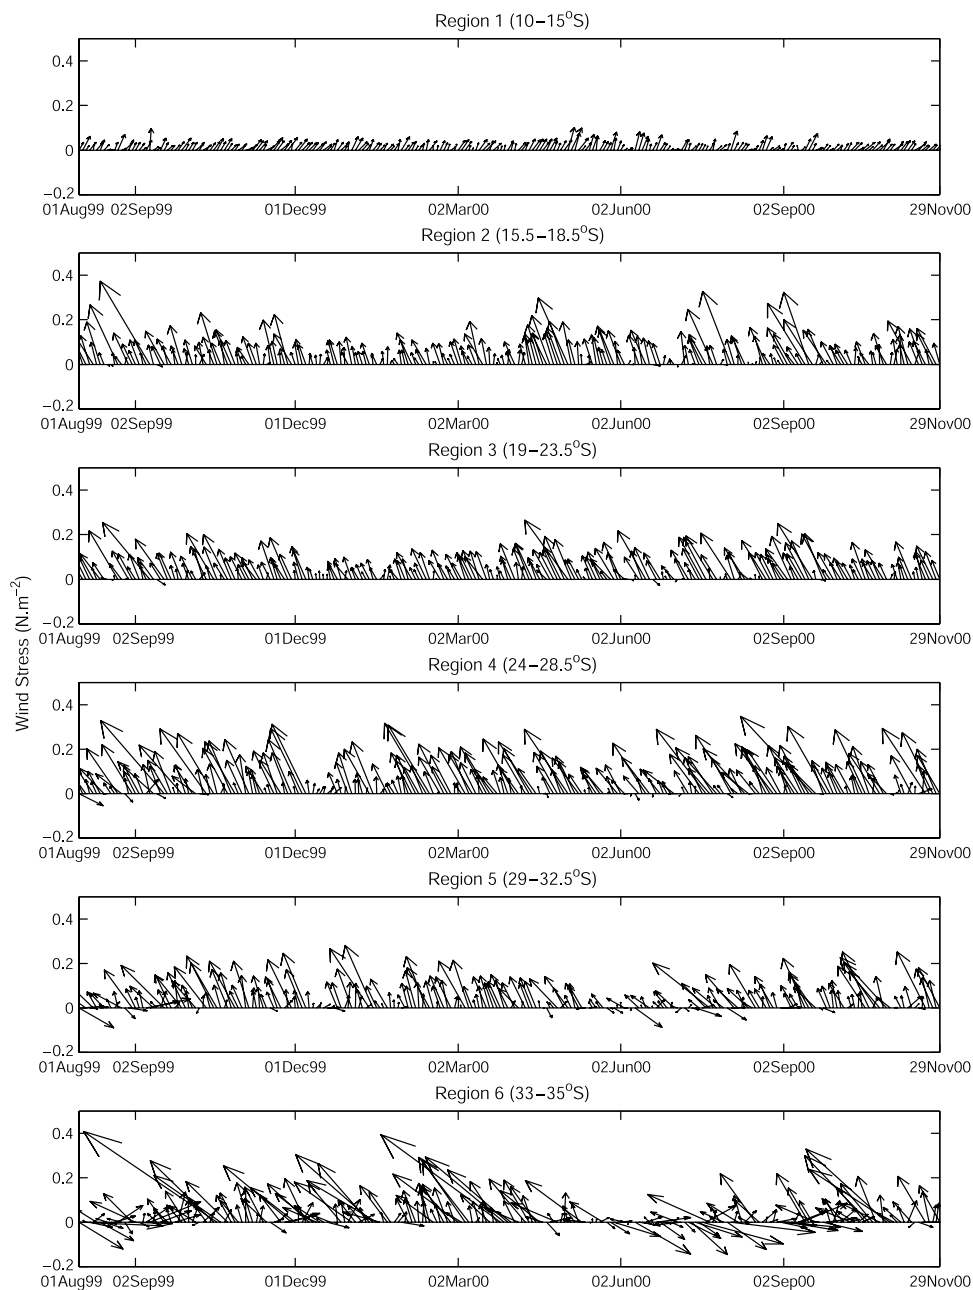 Region 1 (10−15°S)
0.4
0.2
0
−0.2
01Aug99 02Sep99 01Dec99 02Mar00 02Jun00 02Sep00 29Nov00
Region 2 (15.5−18.5°S)
0.4
0.2
0
−0.2
01Aug99 02Sep99 01Dec99 02Mar00 02Jun00 02Sep00 29Nov00
Region 3 (19−23.5°S)
0.4
0.2
0
−0.2
01Aug99 02Sep99 01Dec99 02Mar00 02Jun00 02Sep00 29Nov00
Wind Stress (N.m⁻²)
Region 4 (24−28.5°S)
0.4
0.2
0
−0.2
01Aug99 02Sep99 01Dec99 02Mar00 02Jun00 02Sep00 29Nov00
Region 5 (29−32.5°S)
0.4
0.2
0
−0.2
01Aug99 02Sep99 01Dec99 02Mar00 02Jun00 02Sep00 29Nov00
Region 6 (33−35°S)
0.4
0.2
0
−0.2
01Aug99 02Sep99 01Dec99 02Mar00 02Jun00 02Sep00 29Nov00